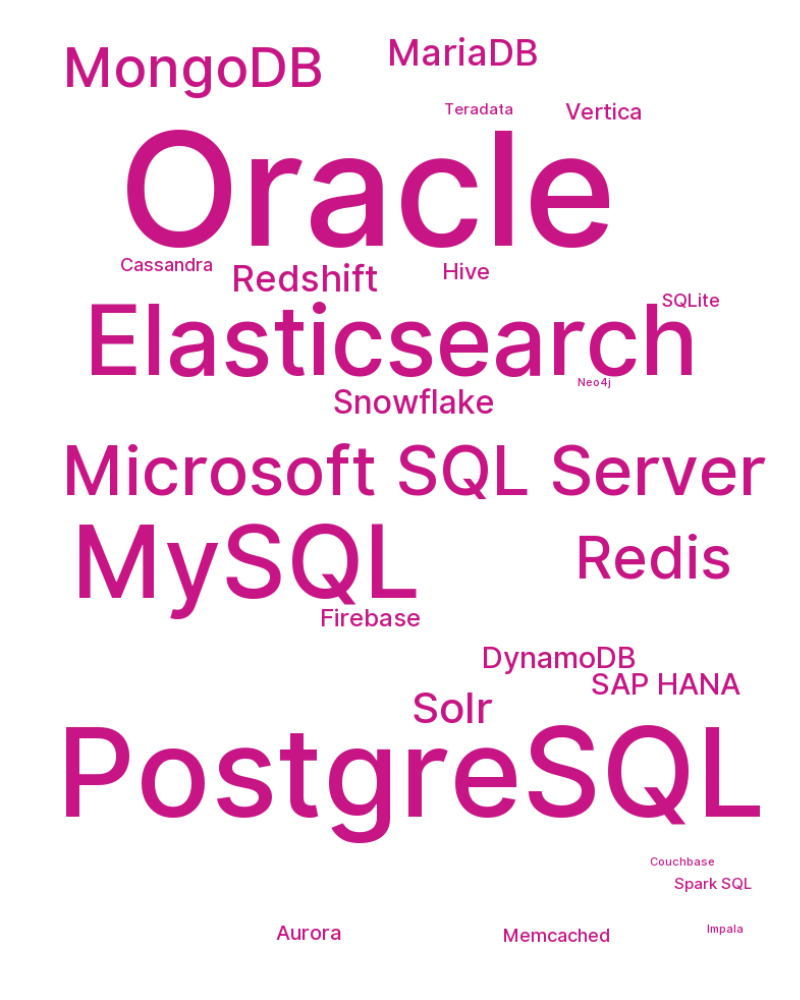 MongoDB
MariaDB
Teradata
Vertica
Oracle
Cassandra
Redshift
Hive
SQLite
Elasticsearch
Neo4j
Snowflake
Microsoft SQL Server
MySQL
Redis
Firebase
DynamoDB
SAP HANA
Solr
PostgreSQL
Couchbase
Spark SQL
Aurora
Memcached
Impala